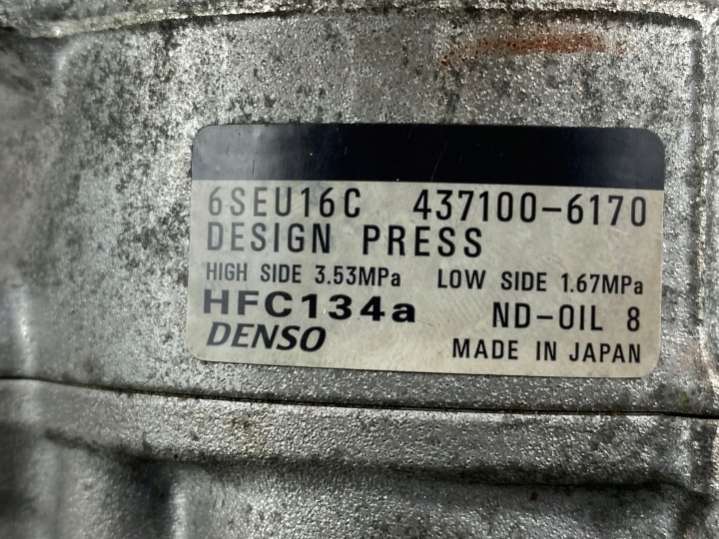 6SEU16C 437100-6170
DESIGN PRESS
HIGH SIDE 3.53MPa LOW SIDE 1.67MPa
HFC134a ND-OIL 8
DENSO MADE IN JAPAN